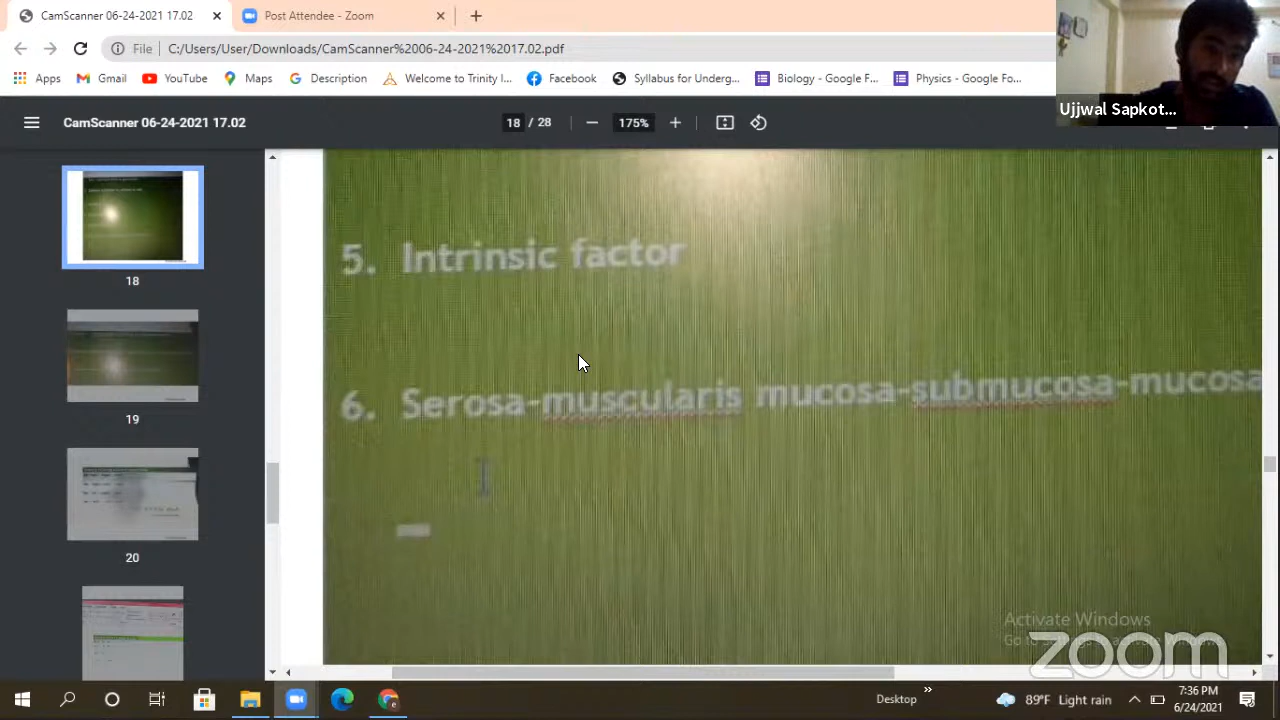 CamScanner 06-24-2021 17.02
Post Attendee - Zoom
File
C:/Users/User/Downloads/CamScanner%2006-24-2021%2017.02.pdf
Apps
Gmail
YouTube
Maps
Description
Welcome to Trinity I...
Facebook
Syllabus for Underg...
Biology - Google F...
Physics - Google Fo...
Ujjwal Sapkot...
CamScanner 06-24-2021 17.02
18 / 28
175%
18
19
20
5. Intrinsic factor
6. Serosa-muscularis mucosa-submucosa-mucosa
Activate Windows
zoom
Desktop
89°F Light rain
7:36 PM
6/24/2021